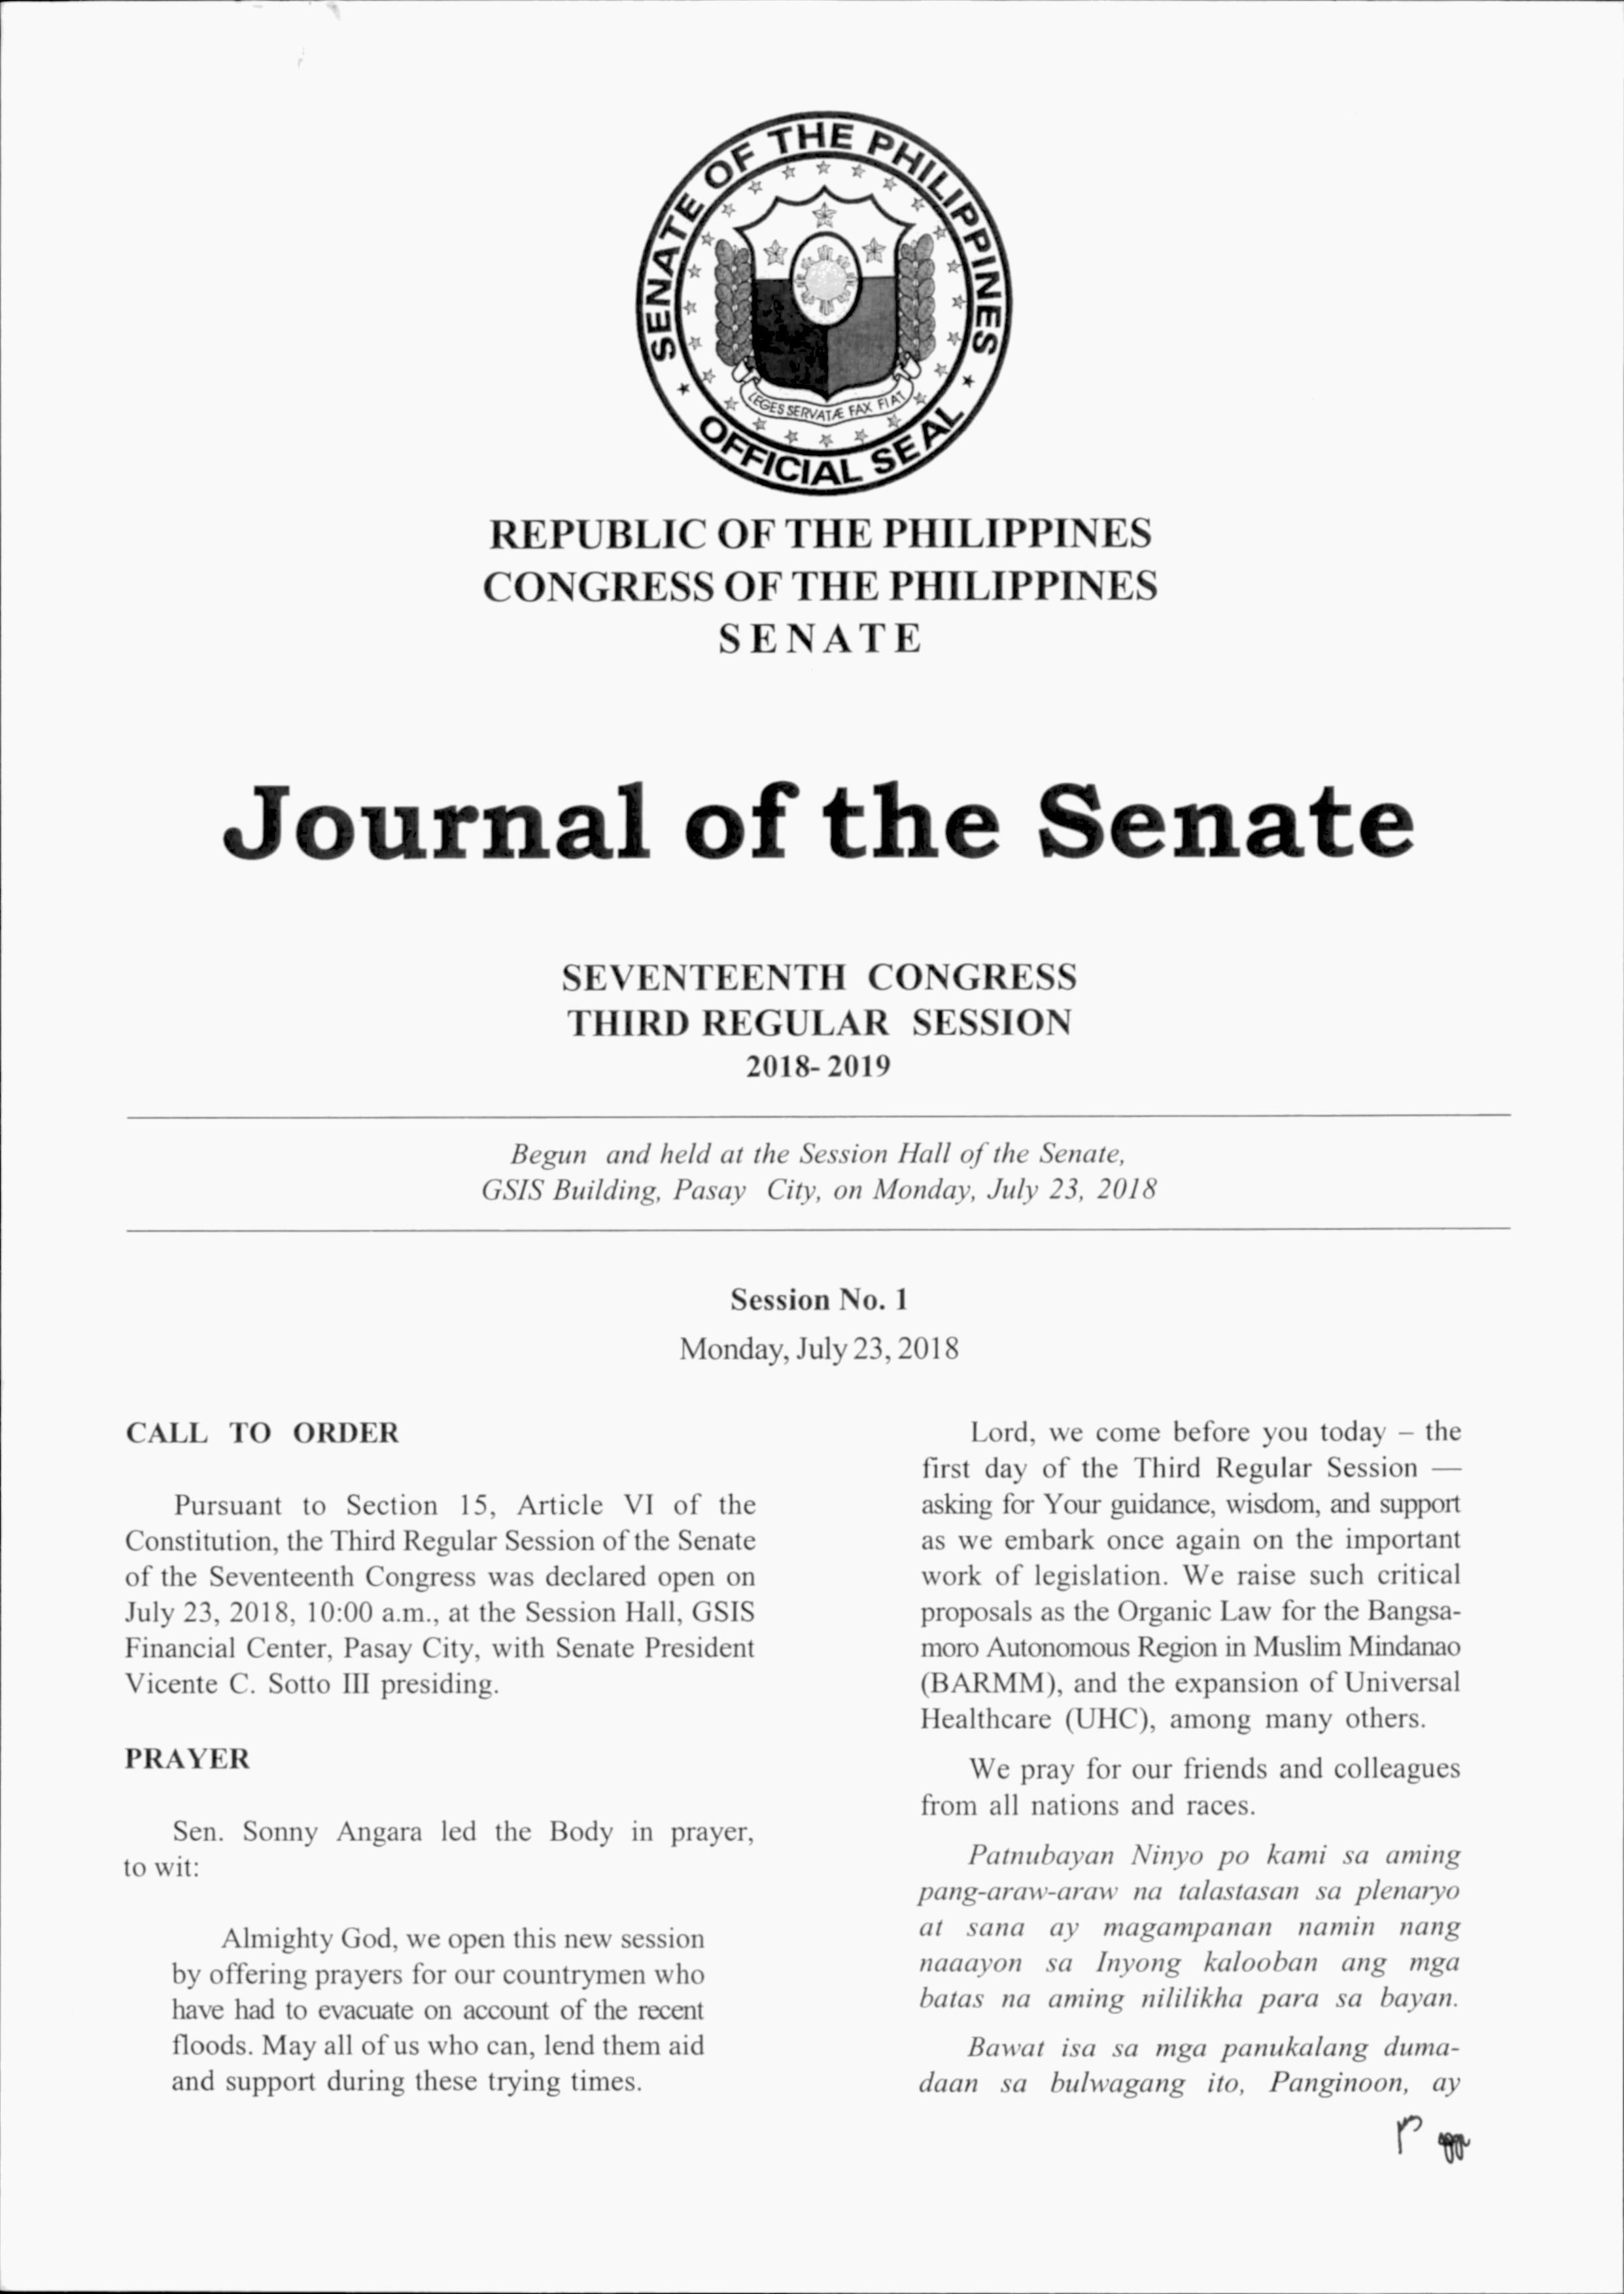 SENATE OF THE PHILIPPINES
LEGES SERVATÆ FAX FIAT
OFFICIAL SEAL
REPUBLIC OF THE PHILIPPINES
CONGRESS OF THE PHILIPPINES
SENATE
Journal of the Senate
SEVENTEENTH CONGRESS
THIRD REGULAR SESSION
2018- 2019
Begun and held at the Session Hall of the Senate,
GSIS Building, Pasay City, on Monday, July 23, 2018
Session No. 1
Monday, July 23, 2018
CALL TO ORDER
Pursuant to Section 15, Article VI of the
Constitution, the Third Regular Session of the Senate
of the Seventeenth Congress was declared open on
July 23, 2018, 10:00 a.m., at the Session Hall, GSIS
Financial Center, Pasay City, with Senate President
Vicente C. Sotto III presiding.
PRAYER
Sen. Sonny Angara led the Body in prayer,
to wit:
Almighty God, we open this new session
by offering prayers for our countrymen who
have had to evacuate on account of the recent
floods. May all of us who can, lend them aid
and support during these trying times.
Lord, we come before you today – the
first day of the Third Regular Session —
asking for Your guidance, wisdom, and support
as we embark once again on the important
work of legislation. We raise such critical
proposals as the Organic Law for the Bangsa-
moro Autonomous Region in Muslim Mindanao
(BARMM), and the expansion of Universal
Healthcare (UHC), among many others.
We pray for our friends and colleagues
from all nations and races.
Patnubayan Ninyo po kami sa aming
pang-araw-araw na talastasan sa plenaryo
at sana ay magampanan namin nang
naaayon sa Inyong kalooban ang mga
batas na aming nililikha para sa bayan.
Bawat isa sa mga panukalang duma-
daan sa bulwagang ito, Panginoon, ay